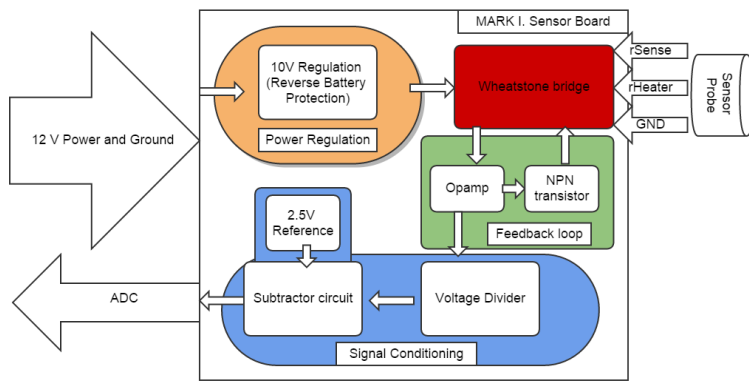 MARK I. Sensor Board
10V Regulation
(Reverse Battery
Protection)
Power Regulation
12 V Power and Ground
Wheatstone bridge
rSense
rHeater
GND
Sensor
Probe
Opamp
NPN
transistor
Feedback loop
2.5V
Reference
Subtractor circuit
Voltage Divider
ADC
Signal Conditioning